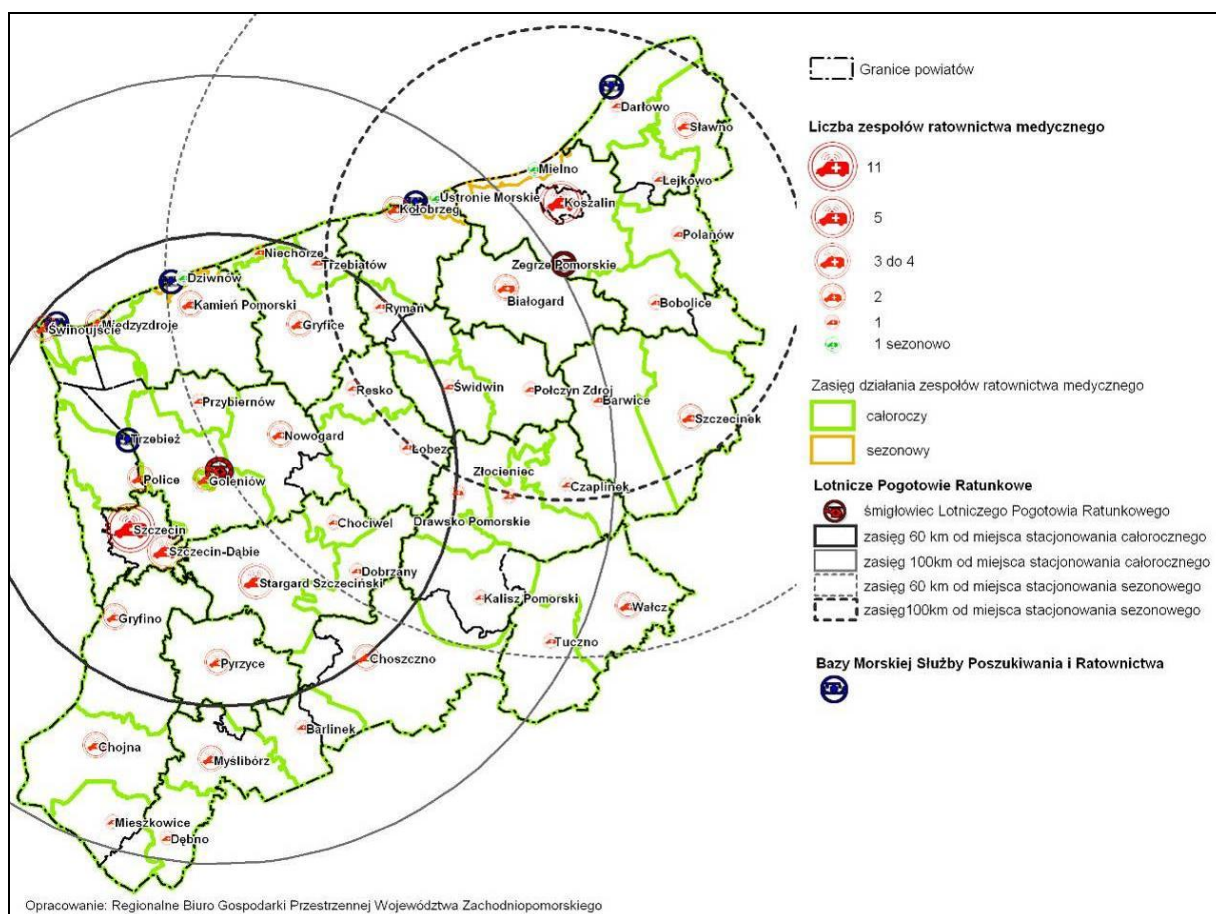 Darłowo
Sławno
Mielno
Lejkowo
Ustronie Morskie
Koszalin
Kołobrzeg
Polanów
Niechorze
Trzebiatów
Zegrze Pomorskie
Dziwnów
Białogard
Bobolice
Kamień Pomorski
Rymań
Międzyzdroje
Gryfice
Świnoujście
Resko
Świdwin
Połczyn Zdroj
Przybiernów
Barwice
Szczecinek
Nowogard
Trzebież
Łobez
Złocieniec
Police
Goleniów
Czaplinek
Chociwel
Drawsko Pomorskie
Szczecin
Szczecin-Dąbie
Dobrzany
Stargard Szczeciński
Kalisz Pomorski
Wałcz
Gryfino
Tuczno
Pyrzyce
Choszczno
Barlinek
Chojna
Myślibórz
Mieszkowice
Dębno
Opracowanie: Regionalne Biuro Gospodarki Przestrzennej Województwa Zachodniopomorskiego
Granice powiatów
Liczba zespołów ratownictwa medycznego
11
5
3 do 4
2
1
1 sezonowo
Zasięg działania zespołów ratownictwa medycznego
całoroczy
sezonowy
Lotnicze Pogotowie Ratunkowe
śmigłowiec Lotniczego Pogotowia Ratunkowego
zasięg 60 km od miejsca stacjonowania całorocznego
zasięg 100km od miejsca stacjonowania całorocznego
zasięg 60 km od miejsca stacjonowania sezonowego
zasięg100km od miejsca stacjonowania sezonowego
Bazy Morskiej Służby Poszukiwania i Ratownictwa